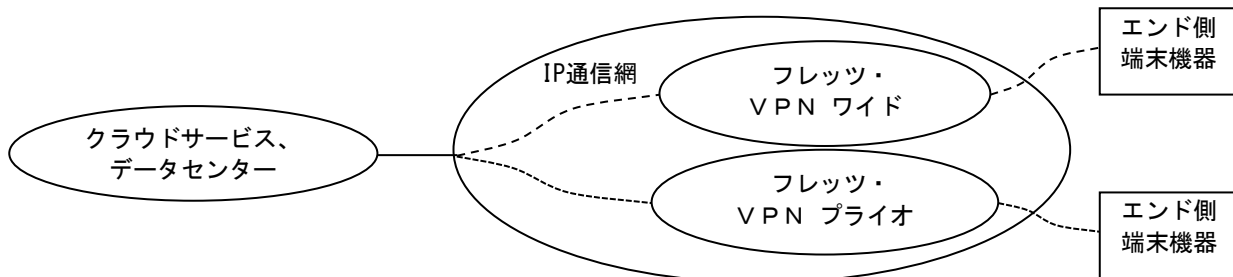 エンド側
端末機器
IP通信網
フレッツ・
ＶＰＮ ワイド
クラウドサービス、
データセンター
フレッツ・
ＶＰＮ プライオ
エンド側
端末機器